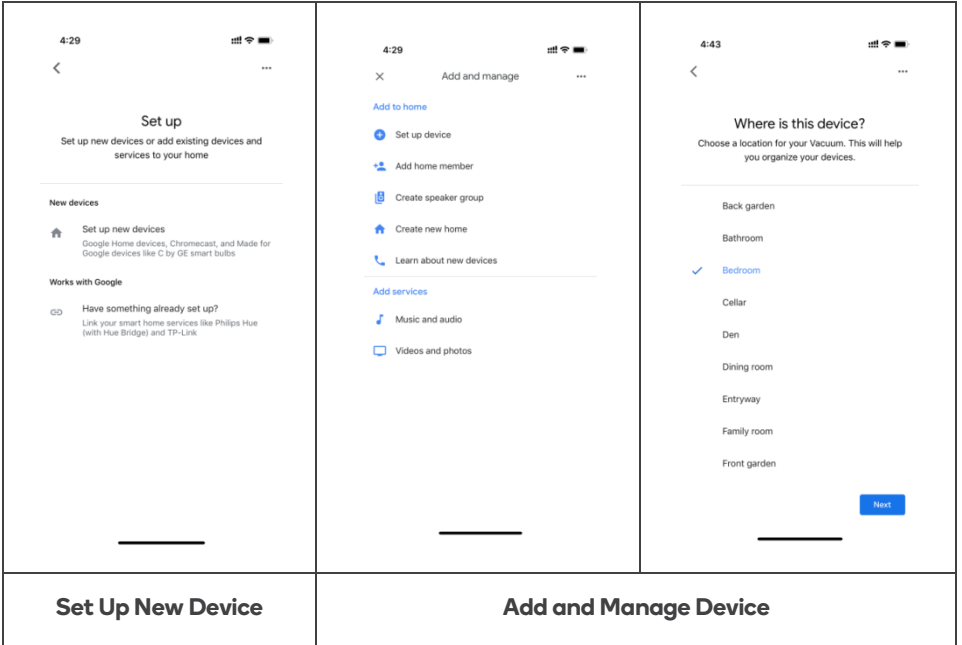 4:29
Set up
Set up new devices or add existing devices and
services to your home
New devices
Set up new devices
Google Home devices, Chromecast, and Made for
Google devices like C by GE smart bulbs
Works with Google
Have something already set up?
Link your smart home services like Philips Hue
(with Hue Bridge) and TP-Link
4:29
Add and manage
Add to home
Set up device
Add home member
Create speaker group
Create new home
Learn about new devices
Add services
Music and audio
Videos and photos
4:43
Where is this device?
Choose a location for your Vacuum. This will help
you organize your devices.
Back garden
Bathroom
Bedroom
Cellar
Den
Dining room
Entryway
Family room
Front garden
Next
Set Up New Device
Add and Manage Device